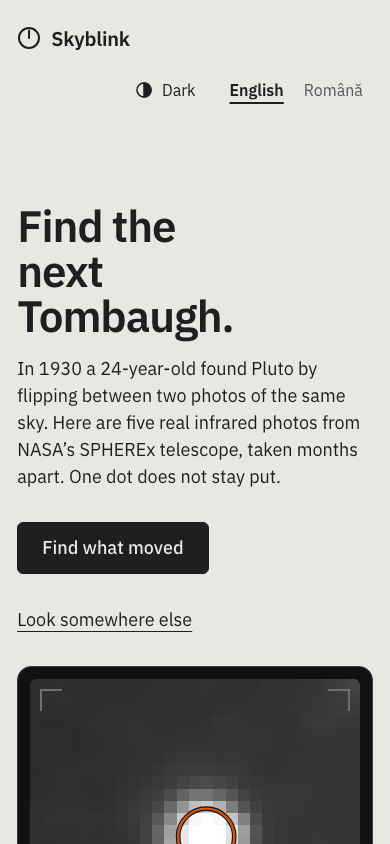 Skyblink
Dark English Română
Find the
next
Tombaugh.
In 1930 a 24-year-old found Pluto by
flipping between two photos of the same
sky. Here are five real infrared photos from
NASA’s SPHEREx telescope, taken months
apart. One dot does not stay put.
Find what moved
Look somewhere else